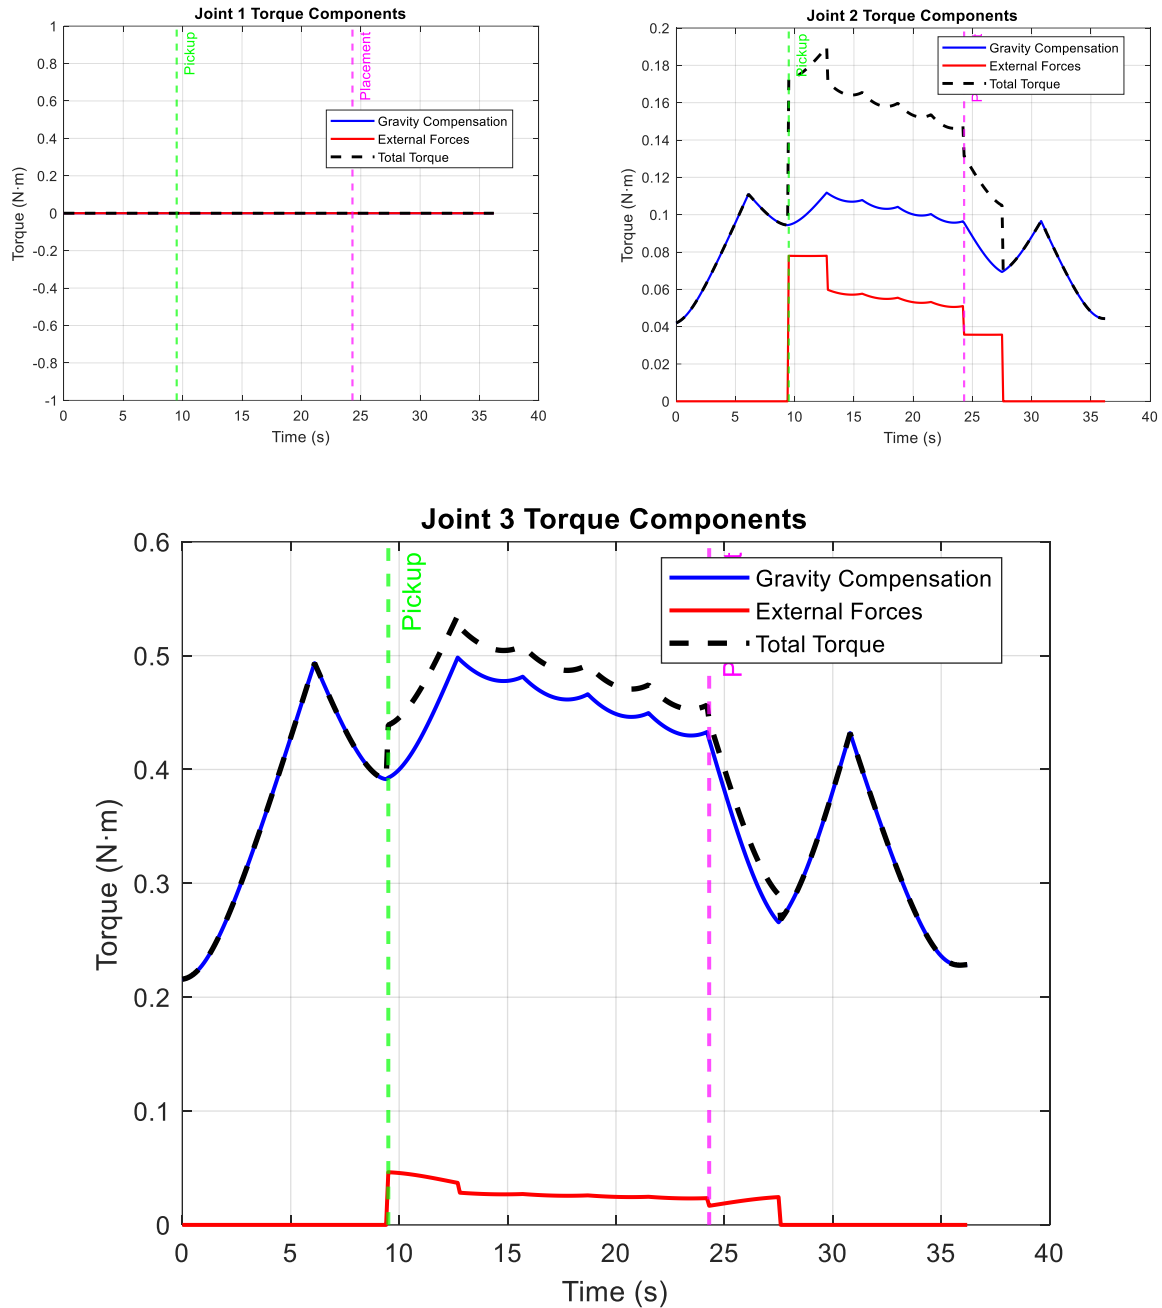 Joint 1 Torque Components
1
0.8
0.6
0.4
0.2
0
-0.2
-0.4
-0.6
-0.8
-1
Torque (N·m)
Pickup
Placement
Gravity Compensation
External Forces
Total Torque
0 5 10 15 20 25 30 35 40
Time (s)
Joint 2 Torque Components
0.2
0.18
0.16
0.14
0.12
0.1
0.08
0.06
0.04
0.02
0
Torque (N·m)
Pickup
Gravity Compensation
External Forces
Total Torque
0 5 10 15 20 25 30 35 40
Time (s)
Joint 3 Torque Components
0.6
0.5
0.4
0.3
0.2
0.1
0
Torque (N·m)
Pickup
Gravity Compensation
External Forces
Total Torque
0 5 10 15 20 25 30 35 40
Time (s)